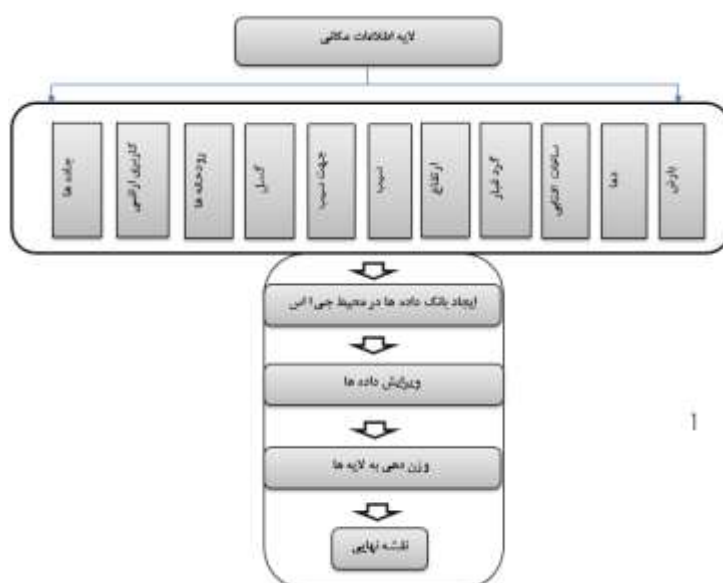 لایه اطلاعات مکانی
بارش
دما
ساعات آفتابی
گرد غبار
ارتفاع
شیب
جهت شیب
گسل
رودخانه ها
کاربری اراضی
جاده ها
ایجاد بانک داده ها در محیط جی ا اس
ویرایش داده ها
وزن دهی به لایه ها
نقشه نهایی
1